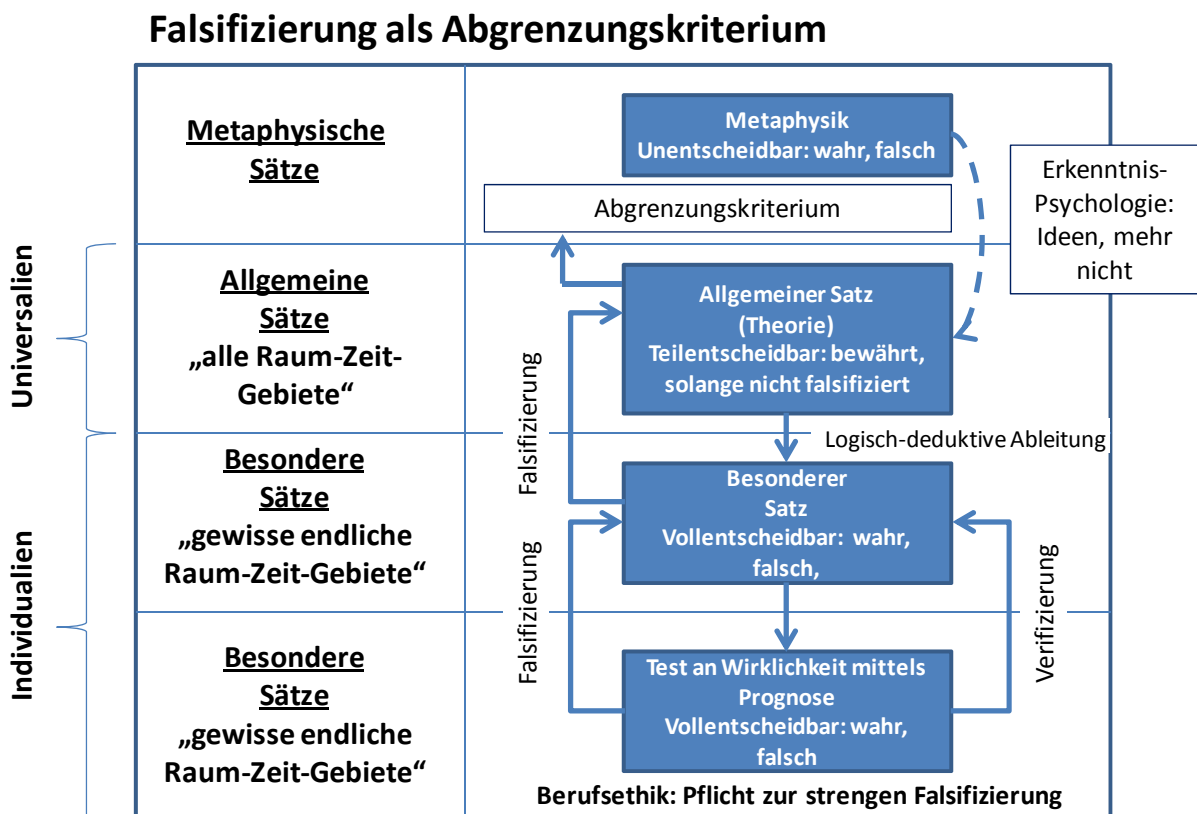 Falsifizierung als Abgrenzungskriterium
Metaphysische
Sätze
Metaphysik
Unentscheidbar: wahr, falsch
Erkenntnis-
Psychologie:
Ideen, mehr
nicht
Abgrenzungskriterium
Universalien
Allgemeine
Sätze
„alle Raum-Zeit-
Gebiete“
Allgemeiner Satz
(Theorie)
Teilentscheidbar: bewährt,
solange nicht falsifiziert
Falsifizierung
Logisch-deduktive Ableitung
Individualien
Besondere
Sätze
„gewisse endliche
Raum-Zeit-Gebiete“
Besonderer
Satz
Vollentscheidbar: wahr,
falsch,
Falsifizierung
Verifizierung
Besondere
Sätze
„gewisse endliche
Raum-Zeit-Gebiete“
Test an Wirklichkeit mittels
Prognose
Vollentscheidbar: wahr,
falsch
Berufsethik: Pflicht zur strengen Falsifizierung